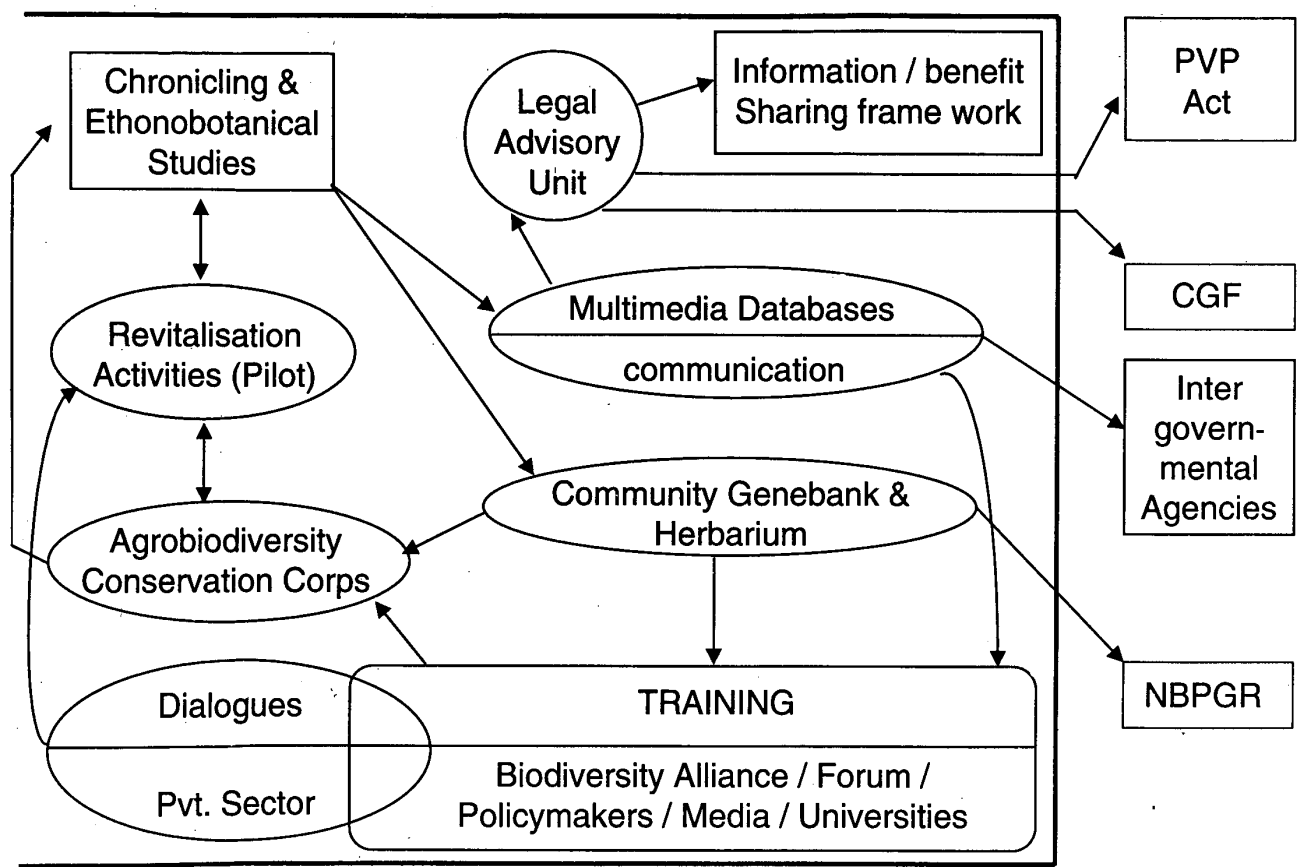 Chronicling &
Ethonobotanical
Studies
Legal
Advisory
Unit
Information / benefit
Sharing frame work
PVP
Act
Revitalisation
Activities (Pilot)
Multimedia Databases
communication
CGF
Inter
govern-
mental
Agencies
Agrobiodiversity
Conservation Corps
Community Genebank &
Herbarium
NBPGR
Dialogues
Pvt. Sector
TRAINING
Biodiversity Alliance / Forum /
Policymakers / Media / Universities